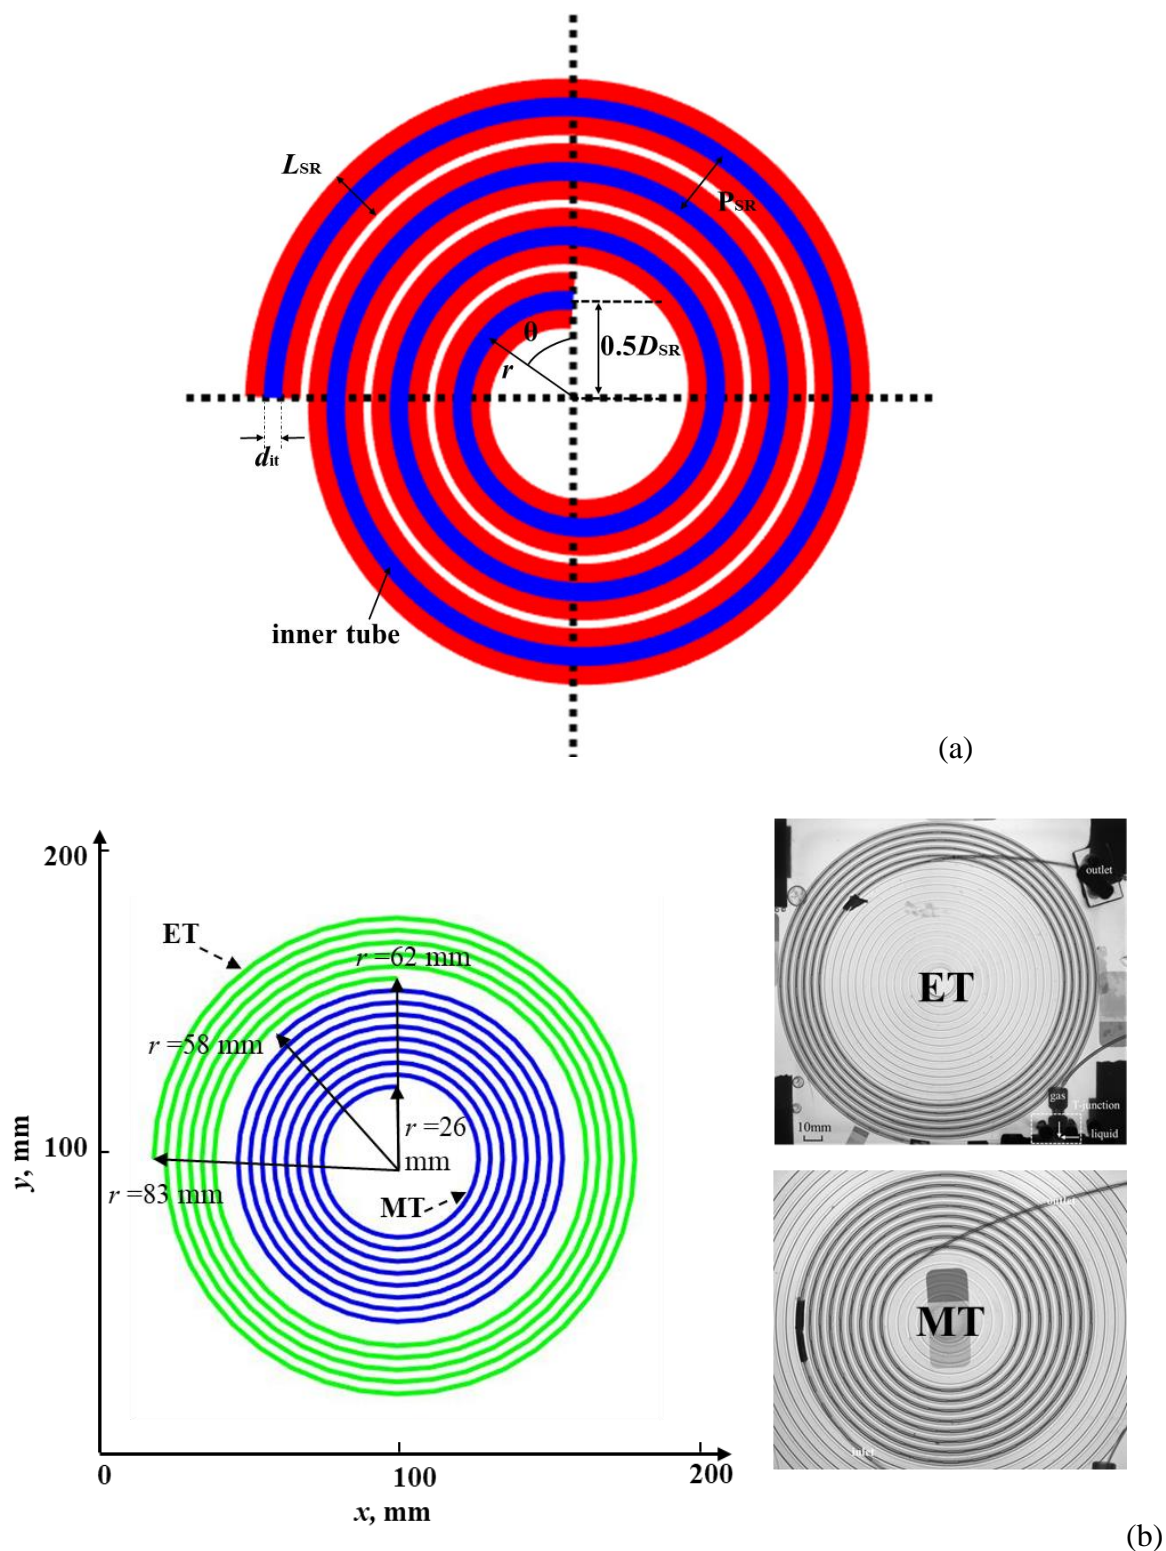 LSR
PSR
θ
0.5DSR
r
dit
inner tube
(a)
200
ET
r =62 mm
r =58 mm
100
r =26
mm
r =83 mm
MT
y, mm
0
100
200
x, mm
outlet
ET
gas
T-junction
10mm
liquid
outlet
MT
inlet
(b)